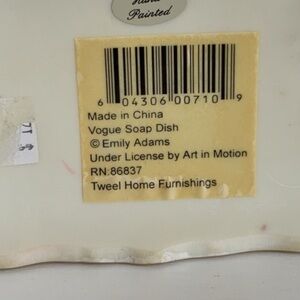 Hand
Painted
6 04306 00710 9
Made in China
Vogue Soap Dish
© Emily Adams
Under License by Art in Motion
RN:86837
Tweel Home Furnishings